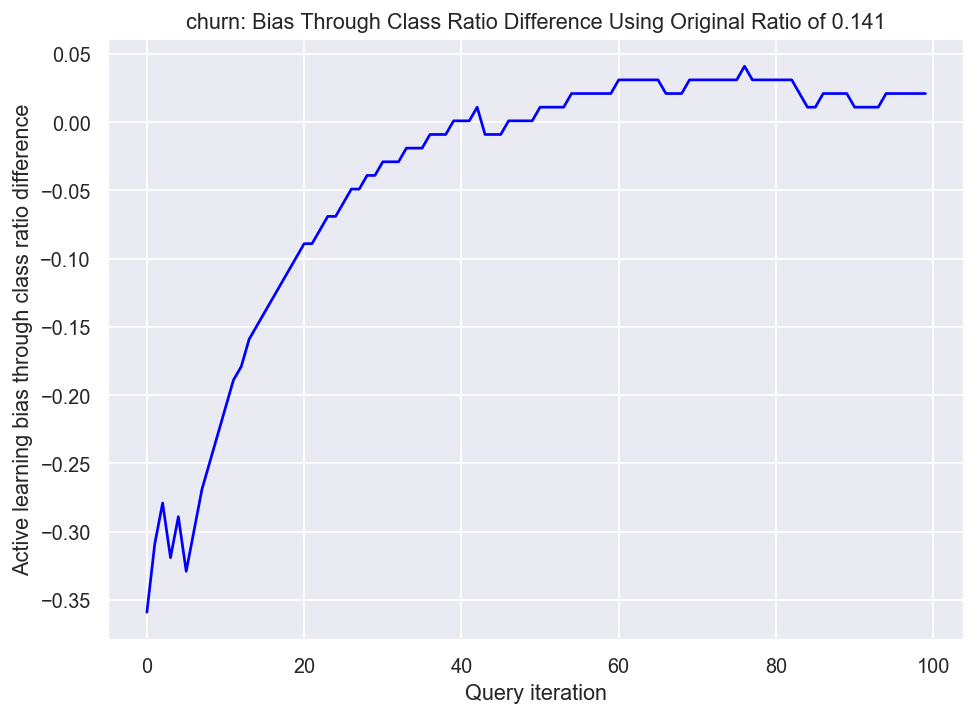 churn: Bias Through Class Ratio Difference Using Original Ratio of 0.141
Active learning bias through class ratio difference
0.05
0.00
−0.05
−0.10
−0.15
−0.20
−0.25
−0.30
−0.35
0 20 40 60 80 100
Query iteration